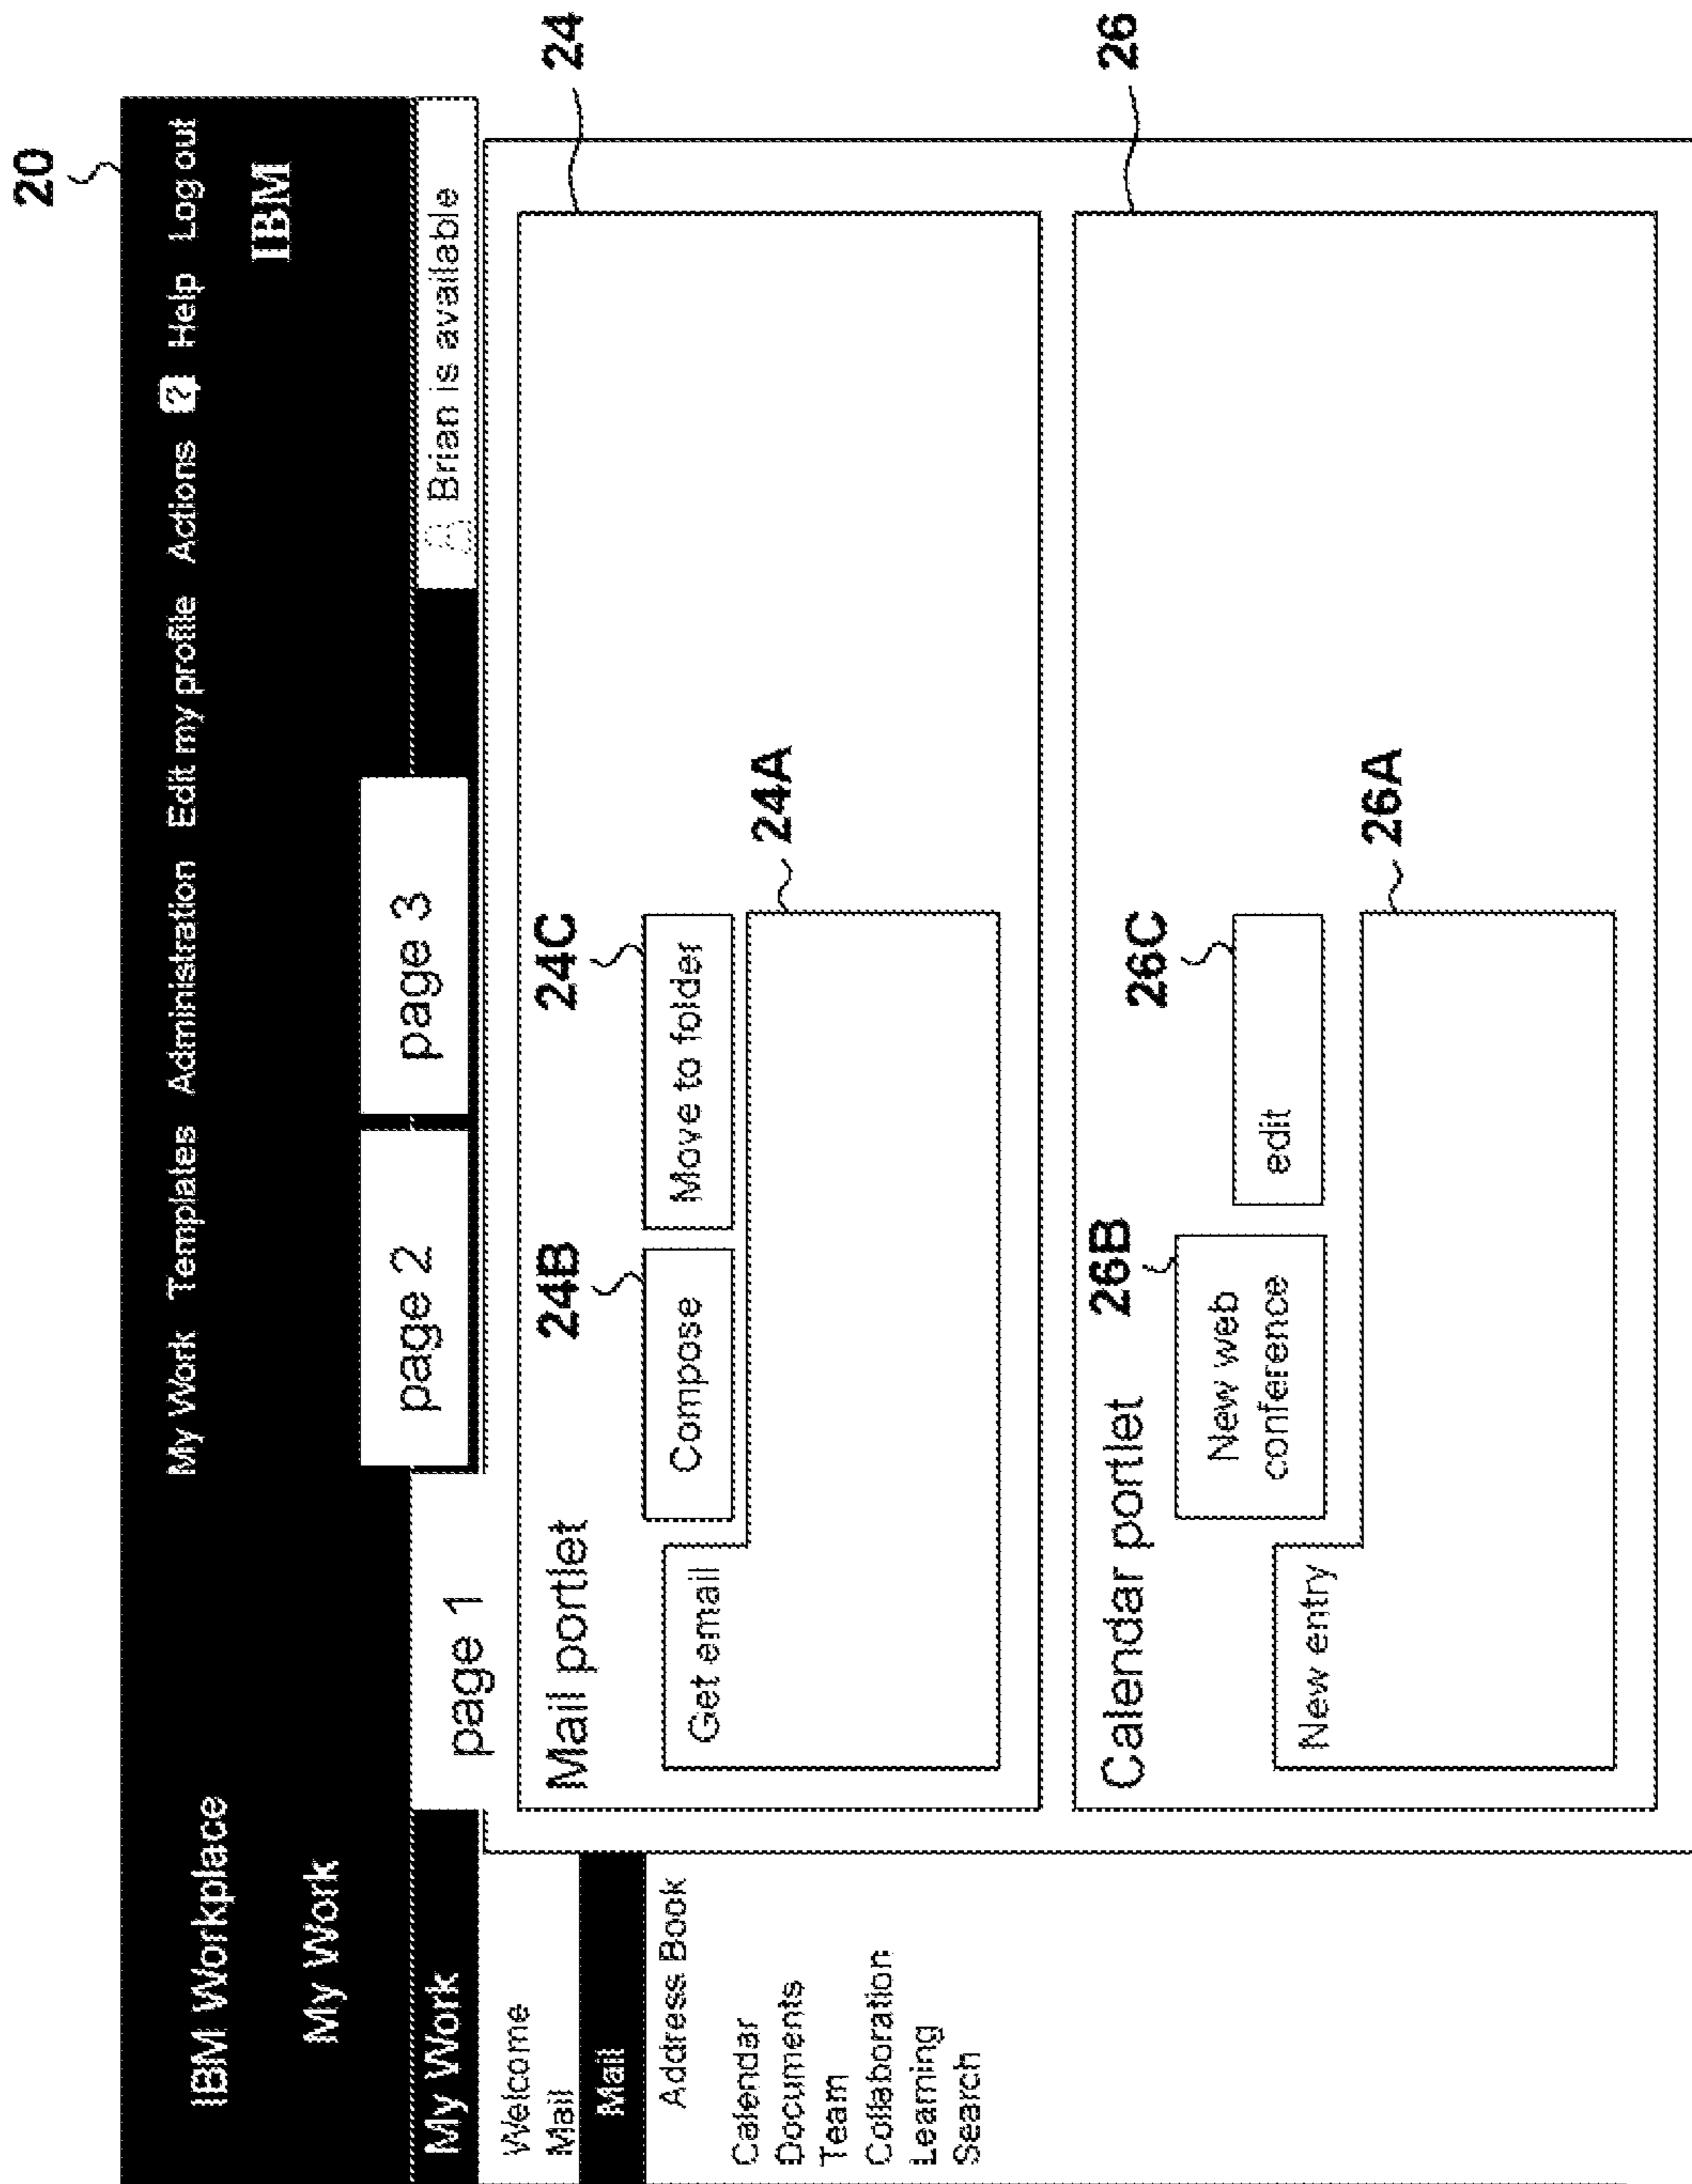 20
My Work Templates Administration Edit my profile Actions ? Help Log out
IBM Workplace
IBM
My Work
page 2
page 3
My Work
page 1
Brian is available
Welcome
Mail
Mail
Address Book
Calendar
Documents
Team
Collaboration
Learning
Search
24
Mail portlet
24B
24C
Get email
Compose
Move to folder
24A
26
Calendar portlet
26B
26C
New entry
New web
conference
edit
26A